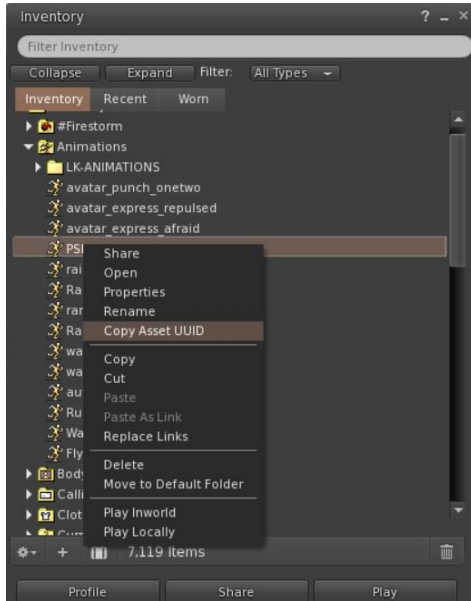 Inventory ? – ×
Filter Inventory
Collapse Expand Filter: All Types
Inventory Recent Worn
#Firestorm
Animations
LK-ANIMATIONS
avatar_punch_onetwo
avatar_express_repulsed
avatar_express_afraid
Share
Open
Properties
Rename
Copy Asset UUID
Copy
Cut
Paste
Paste As Link
Replace Links
Delete
Move to Default Folder
Play Inworld
Play Locally
7,119 Items
Profile Share Play